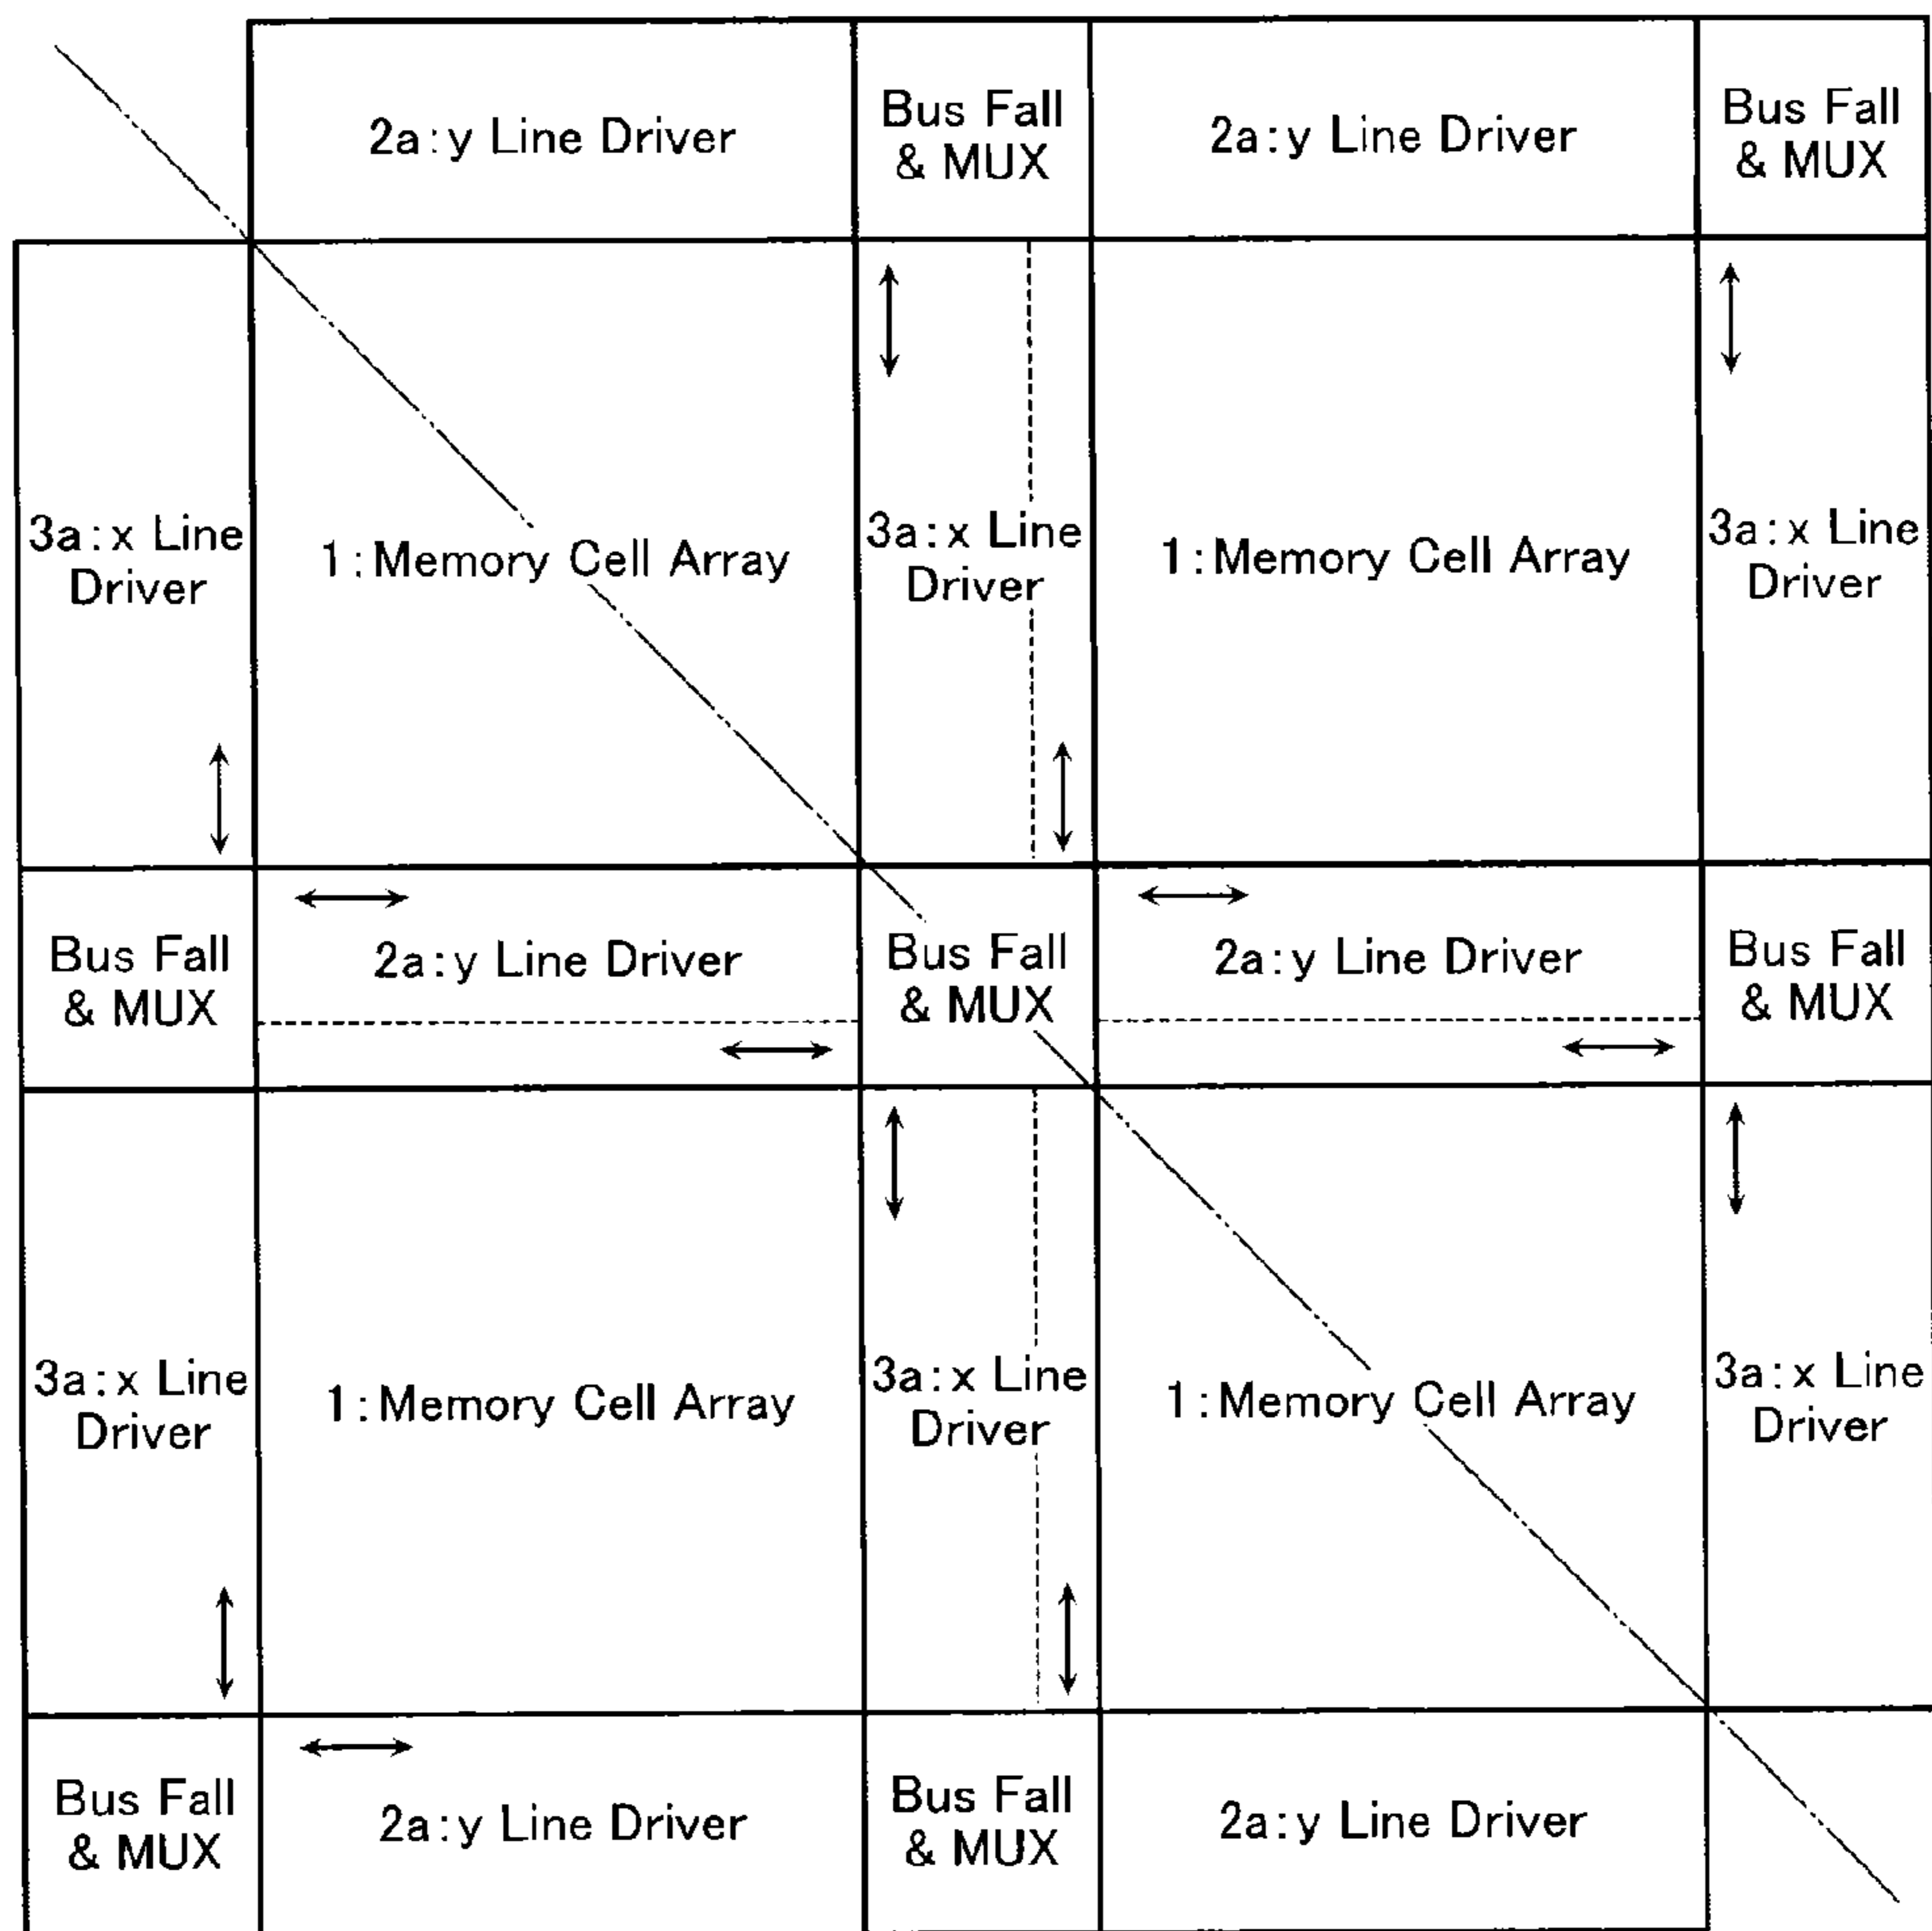 2a:y Line Driver
Bus Fall
& MUX
2a:y Line Driver
Bus Fall
& MUX
3a:x Line
Driver
1:Memory Cell Array
3a:x Line
Driver
1:Memory Cell Array
3a:x Line
Driver
Bus Fall
& MUX
2a:y Line Driver
Bus Fall
& MUX
2a:y Line Driver
Bus Fall
& MUX
3a:x Line
Driver
1:Memory Cell Array
3a:x Line
Driver
1:Memory Cell Array
3a:x Line
Driver
Bus Fall
& MUX
2a:y Line Driver
Bus Fall
& MUX
2a:y Line Driver